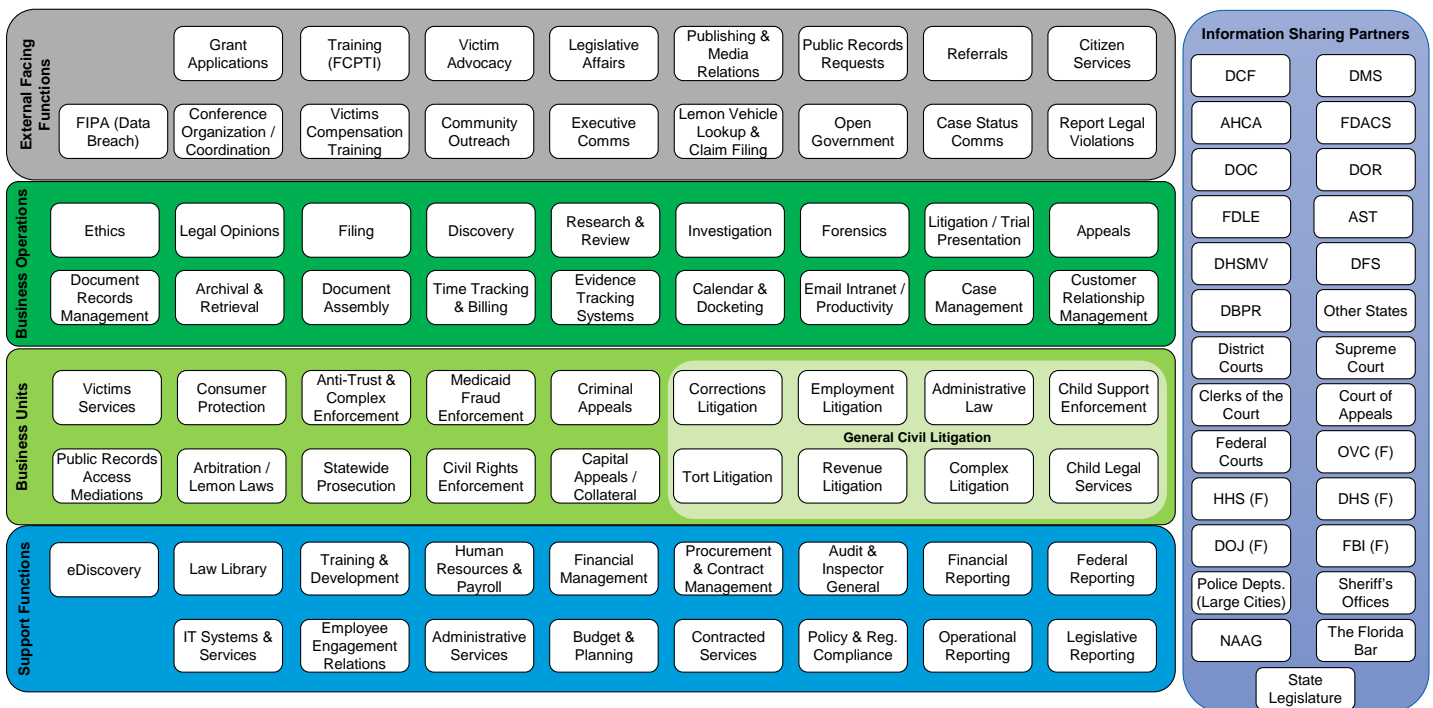 External Facing
Functions
Grant
Applications
Training
(FCPTI)
Victim
Advocacy
Legislative
Affairs
Publishing &
Media
Relations
Public Records
Requests
Referrals
Citizen
Services
FIPA (Data
Breach)
Conference
Organization /
Coordination
Victims
Compensation
Training
Community
Outreach
Executive
Comms
Lemon Vehicle
Lookup &
Claim Filing
Open
Government
Case Status
Comms
Report Legal
Violations
Business Operations
Ethics
Legal Opinions
Filing
Discovery
Research &
Review
Investigation
Forensics
Litigation / Trial
Presentation
Appeals
Document
Records
Management
Archival &
Retrieval
Document
Assembly
Time Tracking
& Billing
Evidence
Tracking
Systems
Calendar &
Docketing
Email Intranet /
Productivity
Case
Management
Customer
Relationship
Management
Business Units
Victims
Services
Consumer
Protection
Anti-Trust &
Complex
Enforcement
Medicaid
Fraud
Enforcement
Criminal
Appeals
Corrections
Litigation
Employment
Litigation
Administrative
Law
Child Support
Enforcement
General Civil Litigation
Public Records
Access
Mediations
Arbitration /
Lemon Laws
Statewide
Prosecution
Civil Rights
Enforcement
Capital
Appeals /
Collateral
Tort Litigation
Revenue
Litigation
Complex
Litigation
Child Legal
Services
Support Functions
eDiscovery
Law Library
Training &
Development
Human
Resources &
Payroll
Financial
Management
Procurement
& Contract
Management
Audit &
Inspector
General
Financial
Reporting
Federal
Reporting
IT Systems &
Services
Employee
Engagement
Relations
Administrative
Services
Budget &
Planning
Contracted
Services
Policy & Reg.
Compliance
Operational
Reporting
Legislative
Reporting
Information Sharing Partners
DCF
DMS
AHCA
FDACS
DOC
DOR
FDLE
AST
DHSMV
DFS
DBPR
Other States
District
Courts
Supreme
Court
Clerks of the
Court
Court of
Appeals
Federal
Courts
OVC (F)
HHS (F)
DHS (F)
DOJ (F)
FBI (F)
Police Depts.
(Large Cities)
Sheriff's
Offices
NAAG
The Florida
Bar
State
Legislature